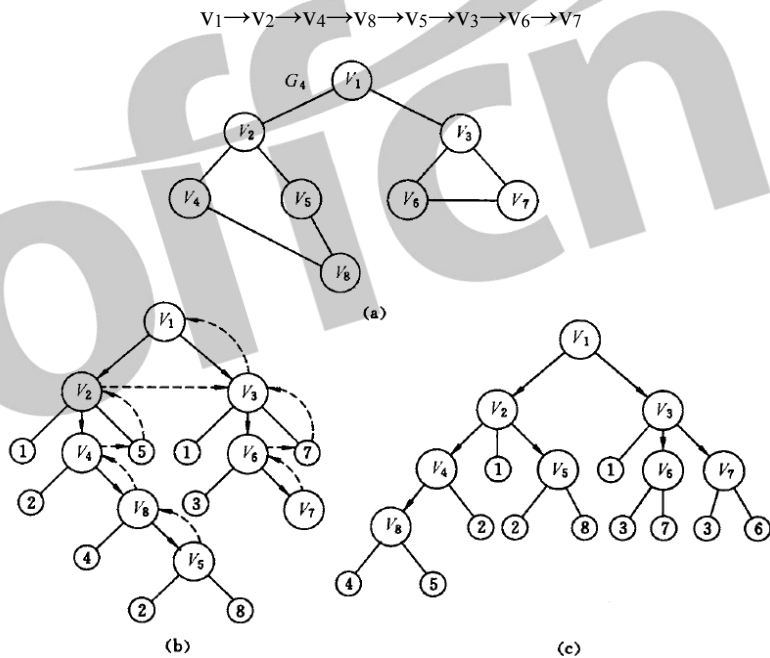 v1→v2→v4→v8→v5→v3→v6→v7
G4
V1
V2 V3
V4 V5 V6 V7
V8
(a)
V1
V2 V3
1 5 1 7
V4 V6
2 3
V8 V7
4 V5
2 8
(b)
V1
V2 V3
V4 1 V5 1 V6 V7
V8 2 2 8 3 7 3 6
4 5
(c)
offcn